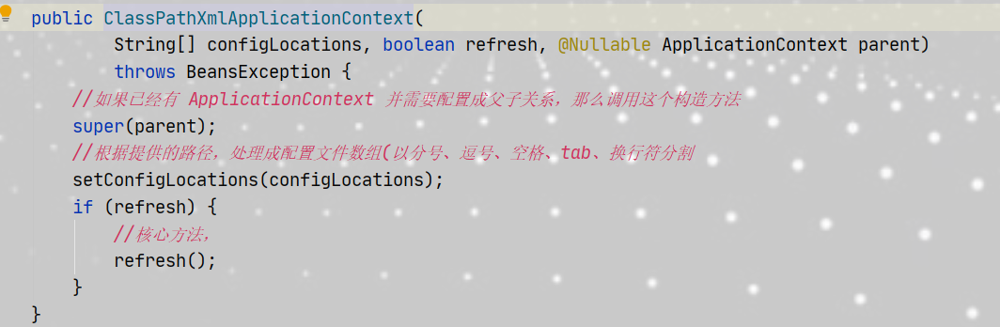 public ClassPathXmlApplicationContext(
String[] configLocations, boolean refresh, @Nullable ApplicationContext parent)
throws BeansException {
//如果已经有 ApplicationContext 并需要配置成父子关系，那么调用这个构造方法
super(parent);
//根据提供的路径，处理成配置文件数组(以分号、逗号、空格、tab、换行符分割
setConfigLocations(configLocations);
if (refresh) {
//核心方法，
refresh();
}
}